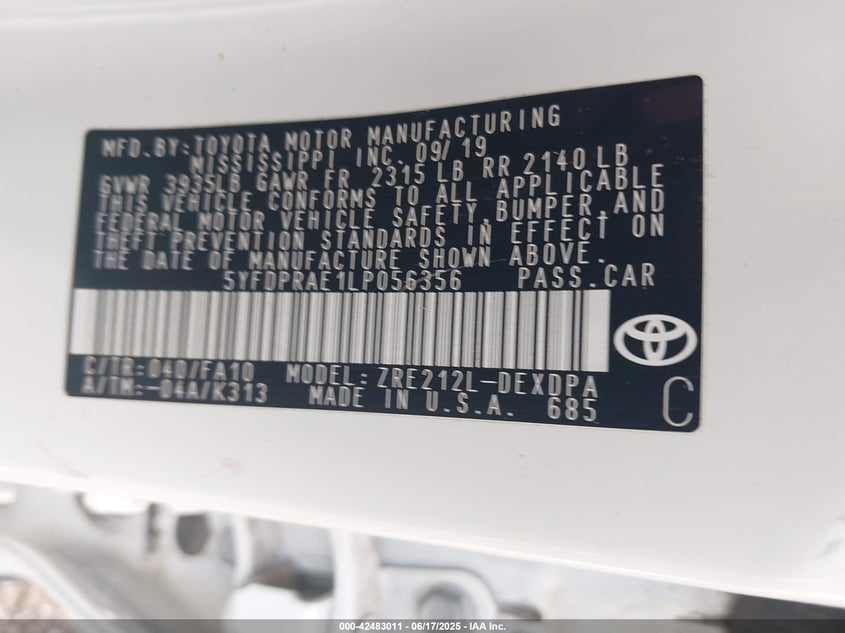 MFD. BY: TOYOTA MOTOR MANUFACTURING
MISSISSIPPI INC. 09/19
GVWR 3935LB GAWR FR 2315 LB RR 2140 LB
THIS VEHICLE CONFORMS TO ALL APPLICABLE
FEDERAL MOTOR VEHICLE SAFETY,BUMPER,AND
THEFT PREVENTION STANDARDS IN EFFECT ON
THE DATE OF MANUFACTURE SHOWN ABOVE.
5YFDPRAE1LP056356 PASS.CAR
C/TR:040/FA10 MODEL:ZRE212L-DEXDPA
A/TM:-04A/K313 MADE IN U.S.A. 685
C
000-42483011 - 06/17/2025 - IAA Inc.